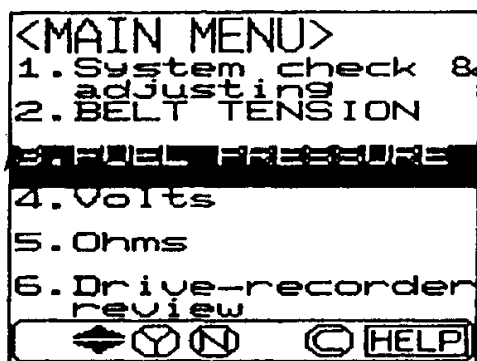 <MAIN MENU>
1.System check &
adjusting
2.BELT TENSION
3.FUEL PRESSURE
4.Volts
5.Ohms
6.Drive-recorder
review
Y N C HELP